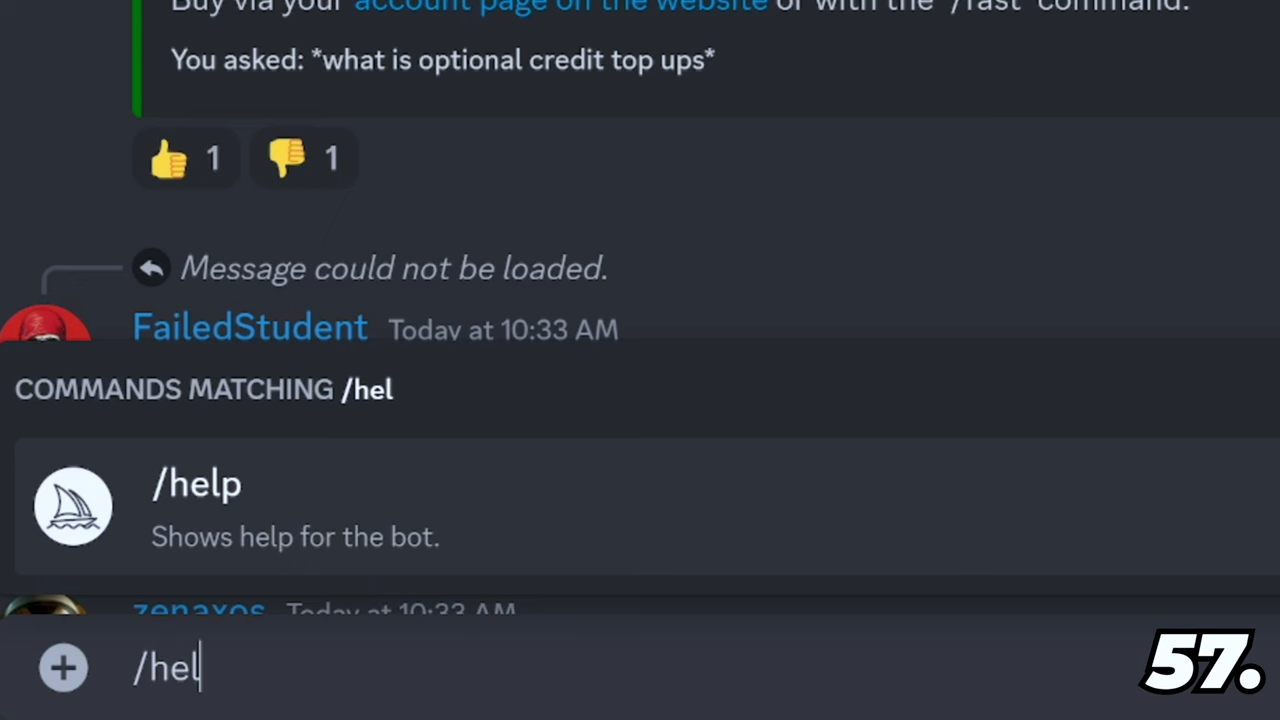 Buy via your account page on the website or with the `/fast` command.
You asked: *what is optional credit top ups*
1 1
Message could not be loaded.
FailedStudent Today at 10:33 AM
COMMANDS MATCHING /hel
/help
Shows help for the bot.
zenaxos Today at 10:33 AM
/hel
57.